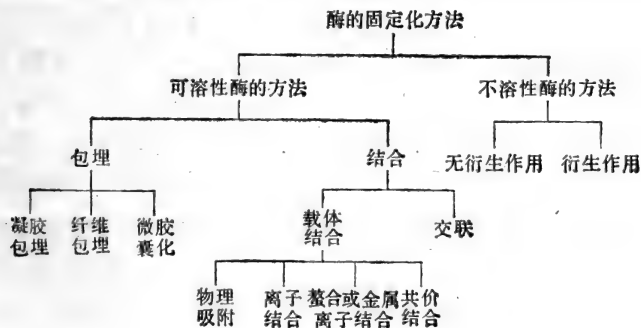 酶的固定化方法
可溶性酶的方法 不溶性酶的方法
包埋 结合 无衍生作用 衍生作用
凝胶 纤维 微胶 载体 交联
包埋 包埋 囊化 结合
物理 离子 螯合或金属 共价
吸附 结合 离子结合 结合